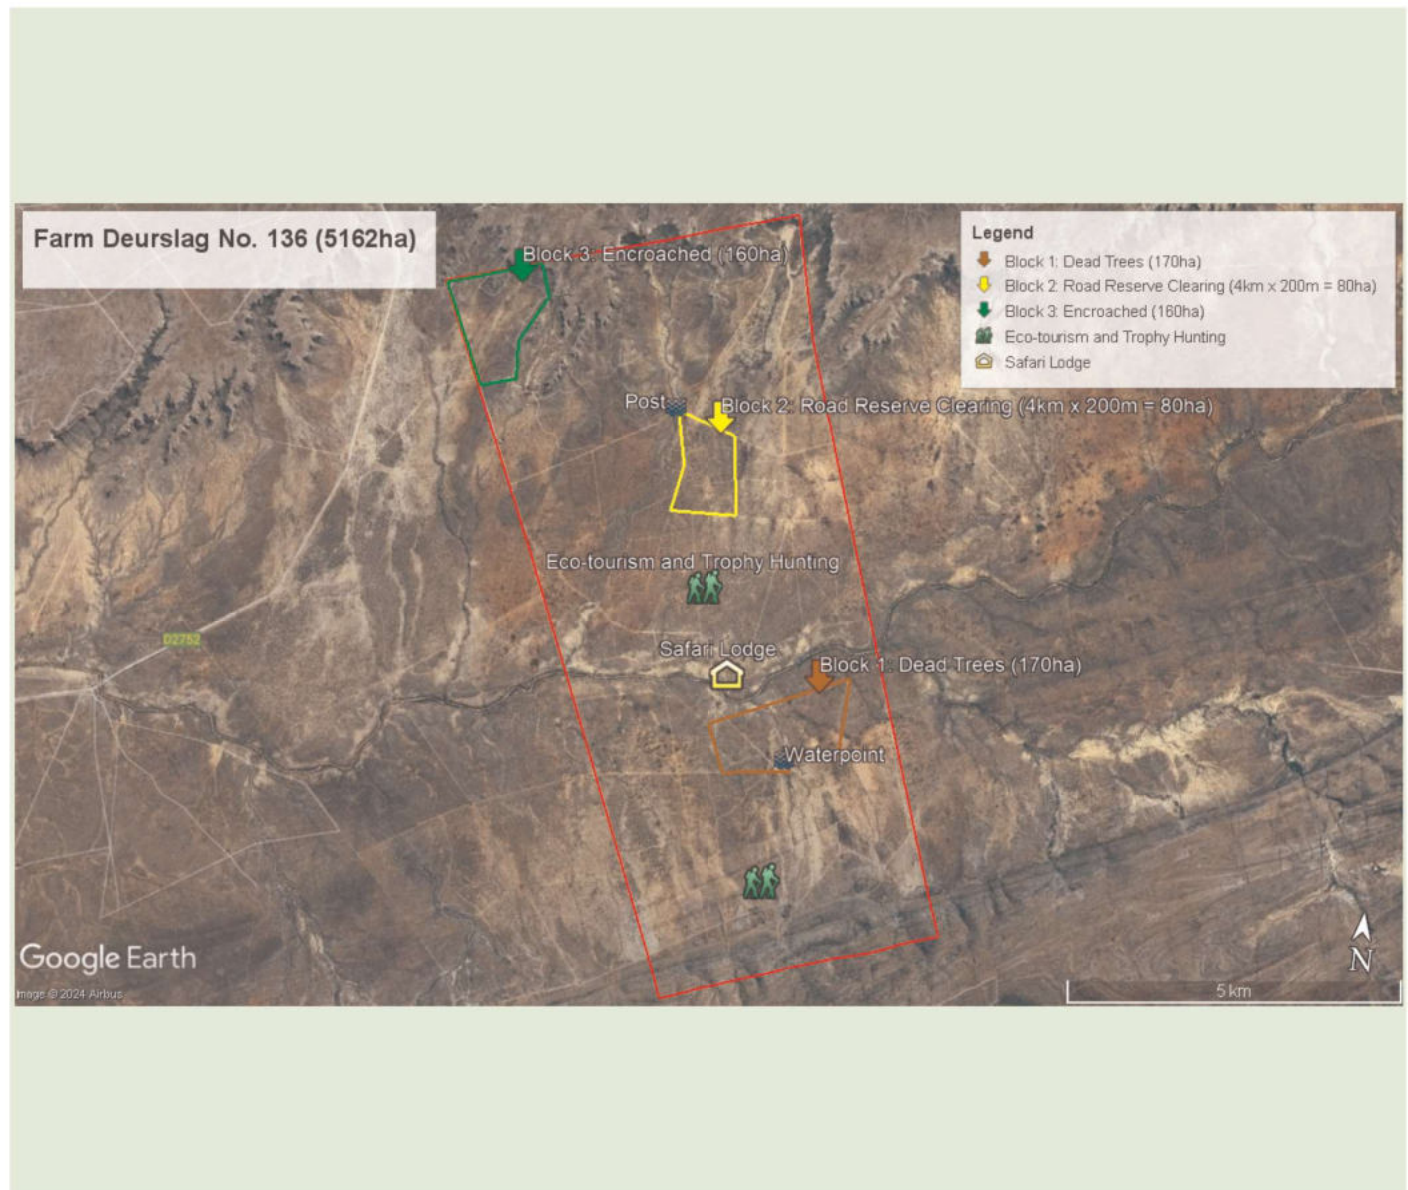 Farm Deurslag No. 136 (5162ha)
Legend
Block 1: Dead Trees (170ha)
Block 2: Road Reserve Clearing (4km x 200m = 80ha)
Block 3: Encroached (160ha)
Eco-tourism and Trophy Hunting
Safari Lodge
Block 3: Encroached (160ha)
Post
Block 2: Road Reserve Clearing (4km x 200m = 80ha)
Eco-tourism and Trophy Hunting
D2752
Safari Lodge
Block 1: Dead Trees (170ha)
Waterpoint
Google Earth
Image © 2024 Airbus
N
5 km